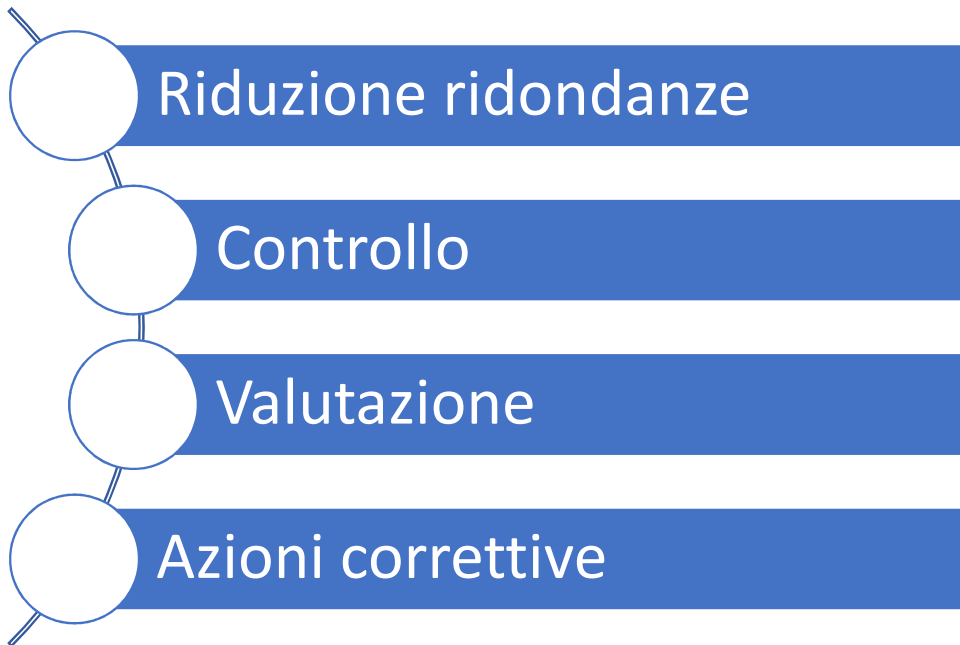 Riduzione ridondanze
Controllo
Valutazione
Azioni correttive